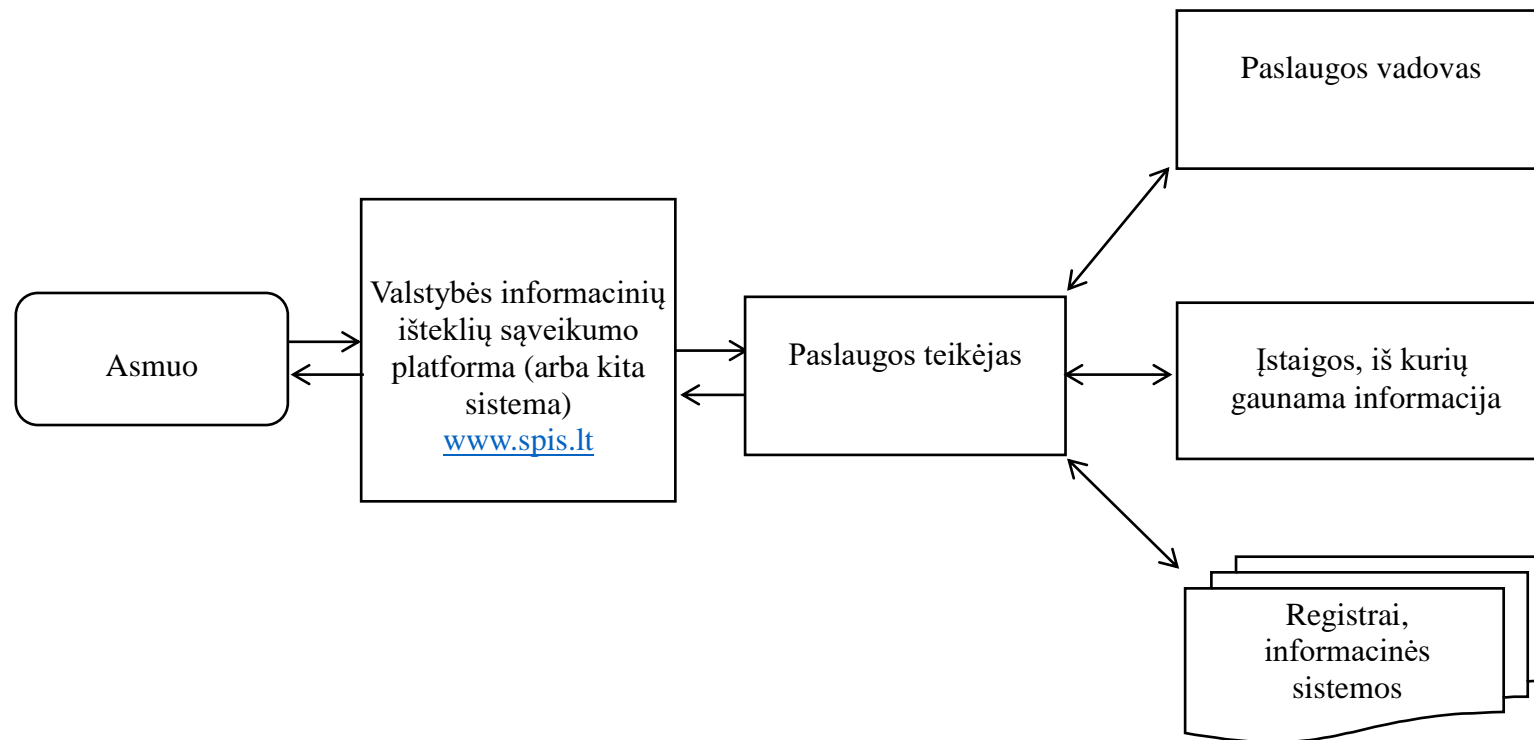 Paslaugos vadovas
Asmuo
Valstybės informacinių
išteklių sąveikumo
platforma (arba kita
sistema)
www.spis.lt
Paslaugos teikėjas
Įstaigos, iš kurių
gaunama informacija
Registrai,
informacinės
sistemos